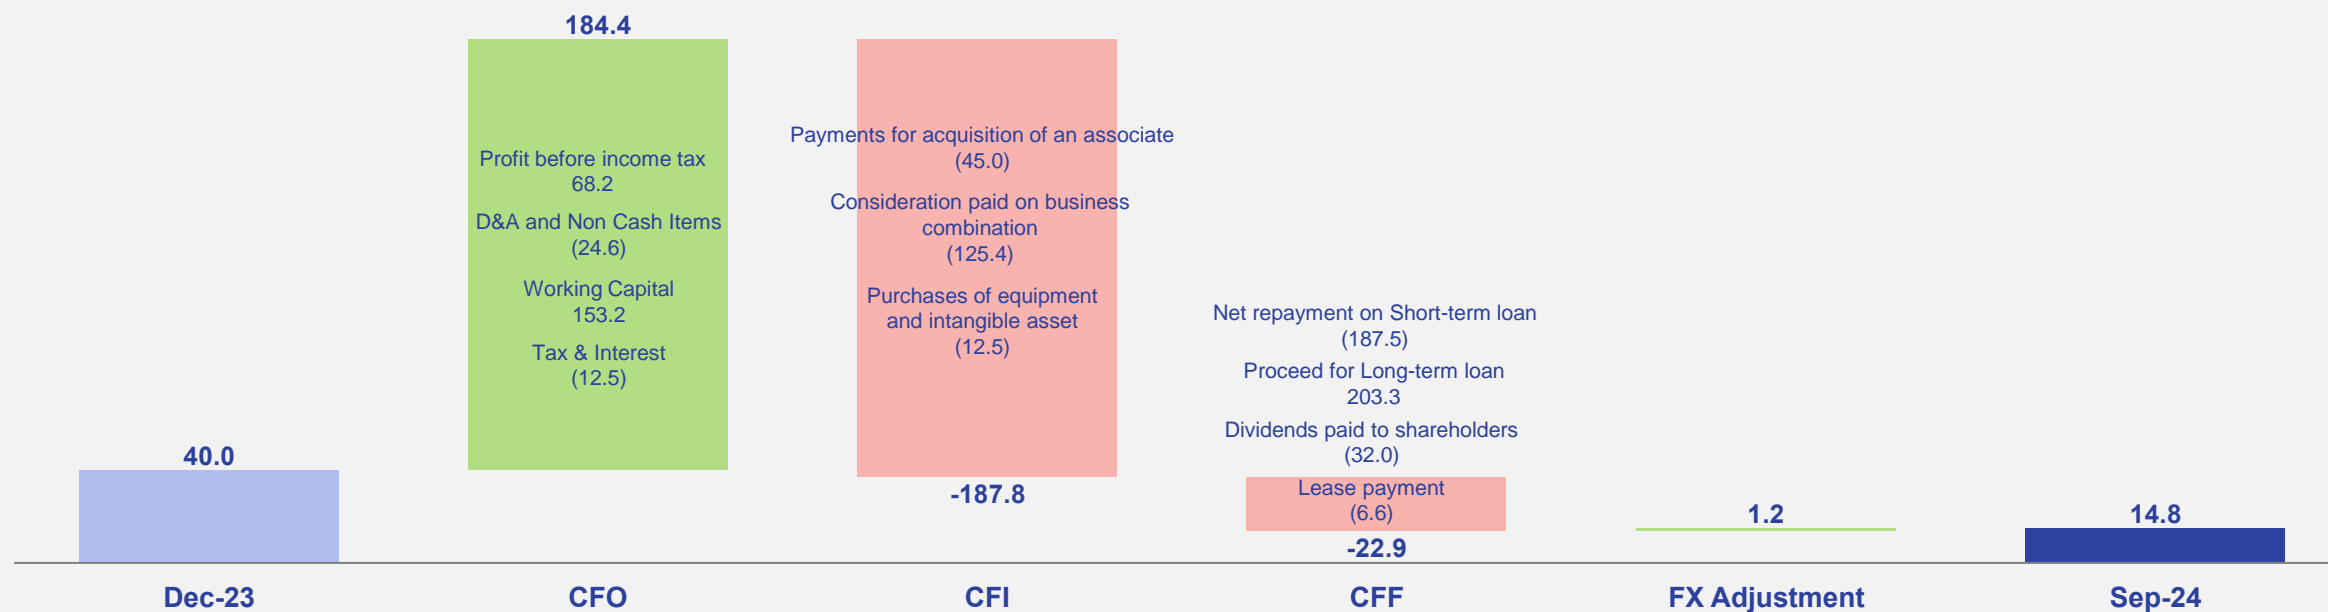 184.4
Profit before income tax
68.2
D&A and Non Cash Items
(24.6)
Working Capital
153.2
Tax & Interest
(12.5)
Payments for acquisition of an associate
(45.0)
Consideration paid on business
combination
(125.4)
Purchases of equipment
and intangible asset
(12.5)
-187.8
Net repayment on Short-term loan
(187.5)
Proceed for Long-term loan
203.3
Dividends paid to shareholders
(32.0)
Lease payment
(6.6)
-22.9
40.0
1.2
14.8
Dec-23
CFO
CFI
CFF
FX Adjustment
Sep-24